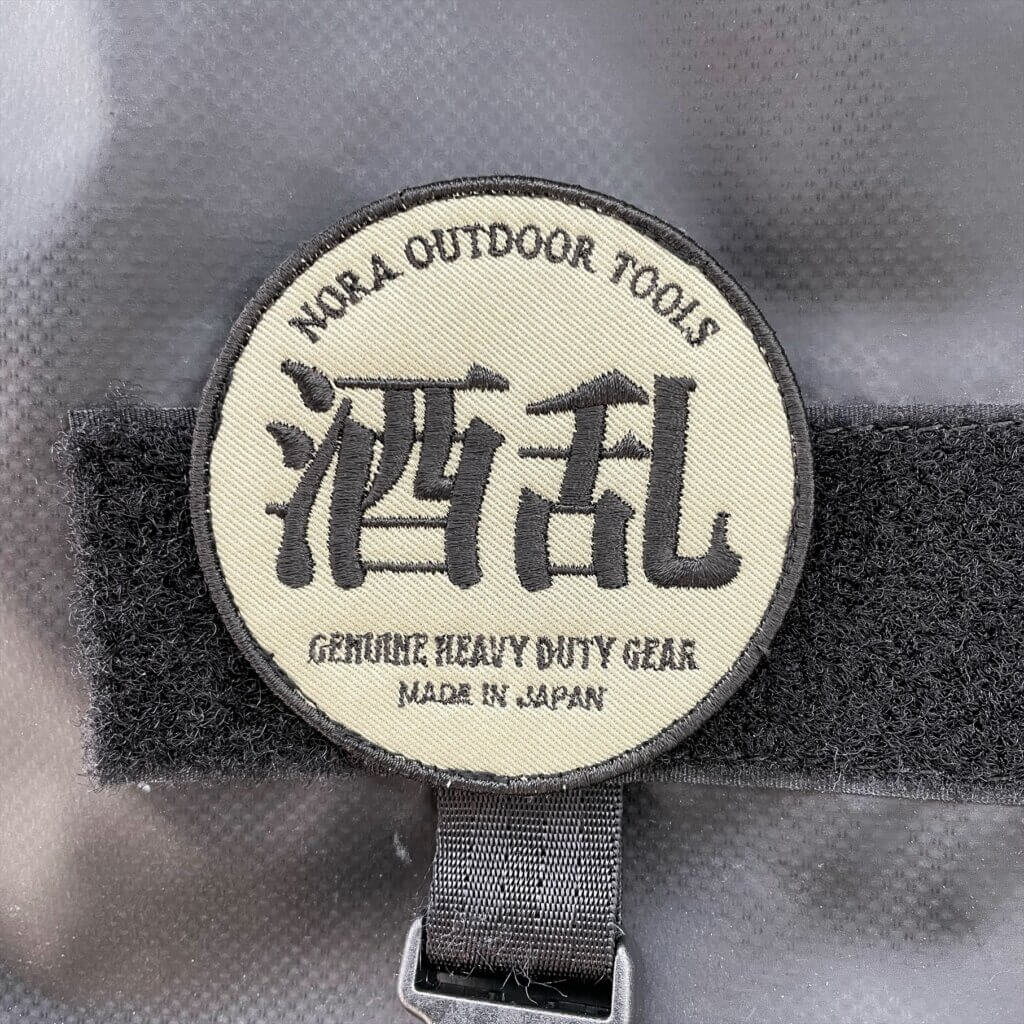 NORA OUTDOOR TOOLS
酒乱
GENUINE HEAVY DUTY GEAR
MADE IN JAPAN